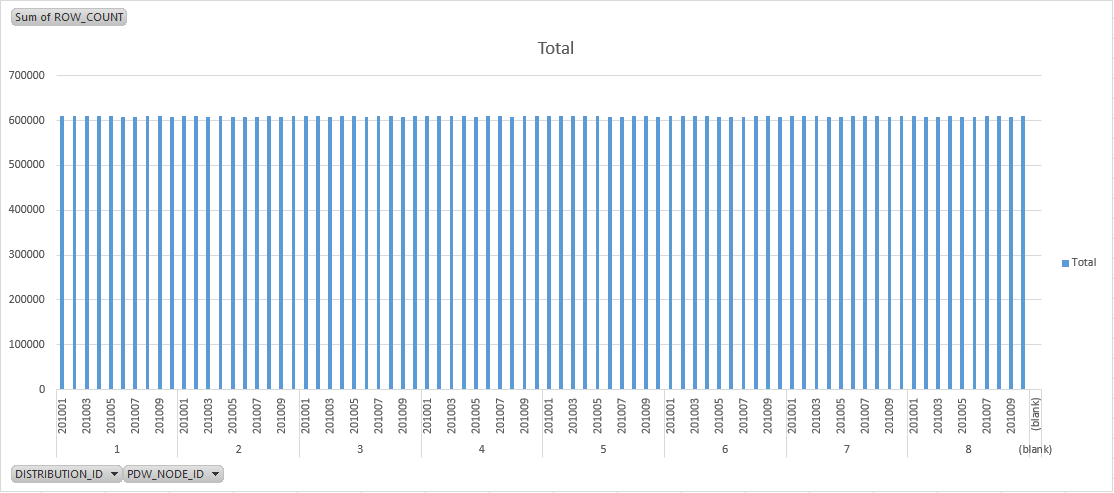 Sum of ROW_COUNT
Total
700000
600000
500000
400000
300000
200000
100000
0
Total
201001 201003 201005 201007 201009 201001 201003 201005 201007 201009 201001 201003 201005 201007 201009 201001 201003 201005 201007 201009 201001 201003 201005 201007 201009 201001 201003 201005 201007 201009 201001 201003 201005 201007 201009 201001 201003 201005 201007 201009 (blank)
1 2 3 4 5 6 7 8 (blank)
DISTRIBUTION_ID PDW_NODE_ID